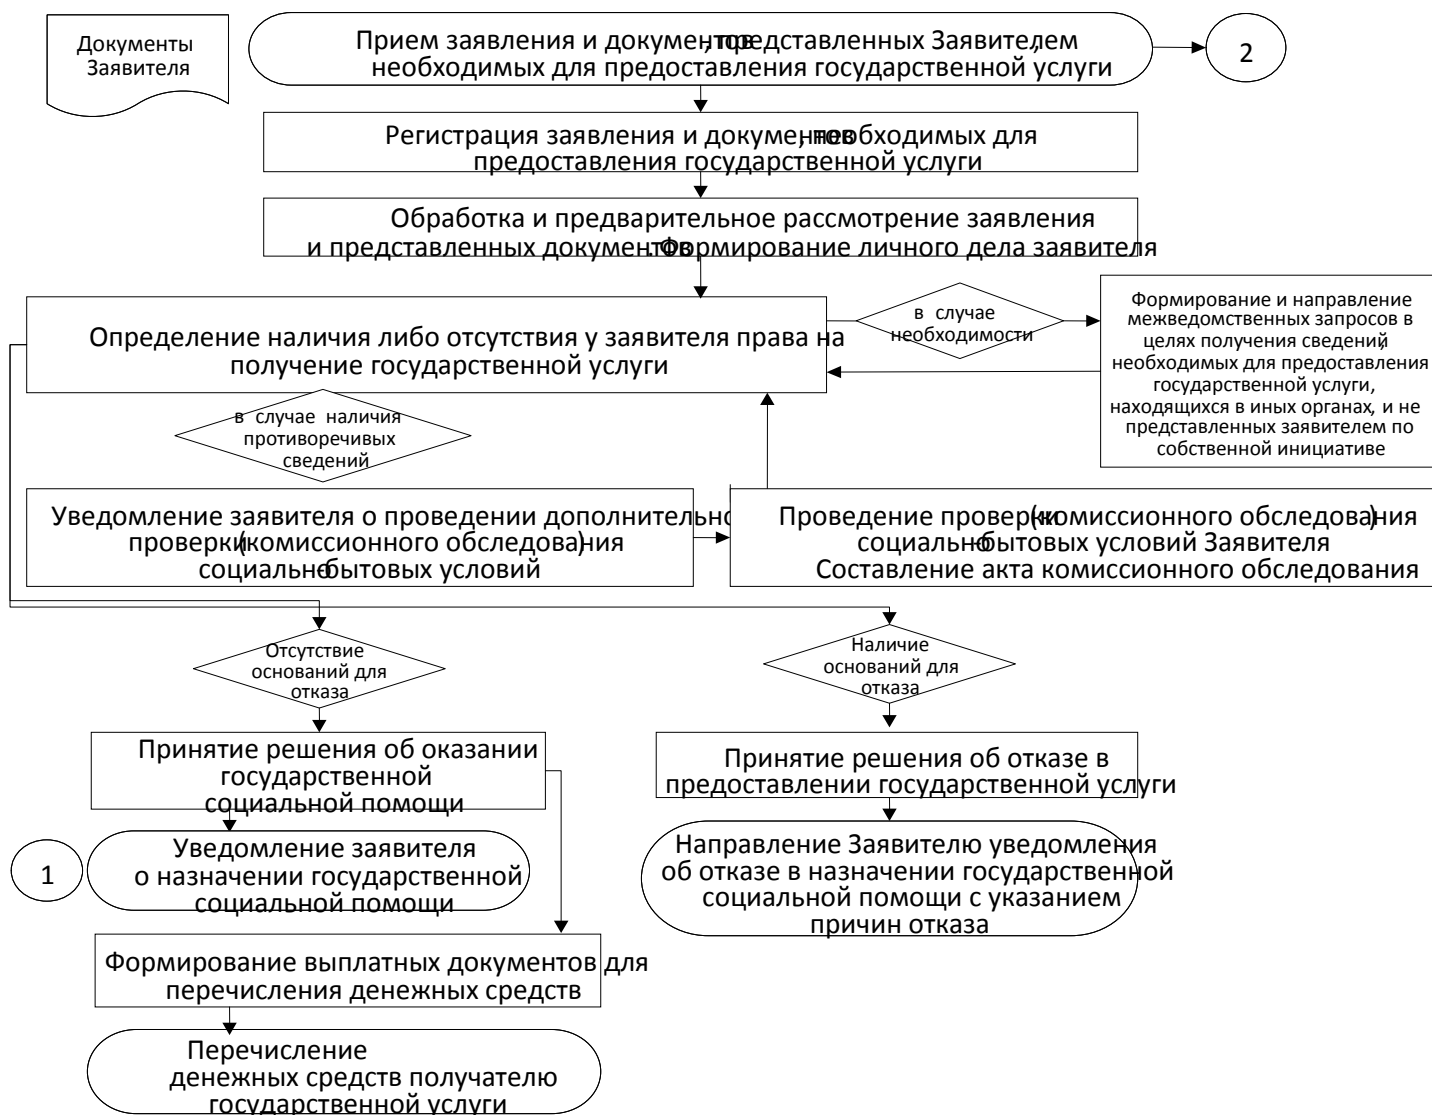 Документы
Заявителя
Прием заявления и документов, представленных Заявителем,
необходимых для предоставления государственной услуги
2
Регистрация заявления и документов, необходимых для
предоставления государственной услуги
Обработка и предварительное рассмотрение заявления
и представленных документов. Формирование личного дела заявителя
Определение наличия либо отсутствия у заявителя права на
получение государственной услуги
в случае
необходимости
Формирование и направление
межведомственных запросов в
целях получения сведений,
необходимых для предоставления
государственной услуги,
находящихся в иных органах, и не
представленных заявителем по
собственной инициативе
в случае наличия
противоречивых
сведений
Уведомление заявителя о проведении дополнительно
проверки (комиссионного обследования)
социально-бытовых условий
Проведение проверки (комиссионного обследования)
социально-бытовых условий Заявителя.
Составление акта комиссионного обследования
Отсутствие
оснований для
отказа
Наличие
оснований для
отказа
Принятие решения об оказании
государственной
социальной помощи
Принятие решения об отказе в
предоставлении государственной услуги
1
Уведомление заявителя
о назначении государственной
социальной помощи
Направление Заявителю уведомления
об отказе в назначении государственной
социальной помощи с указанием
причин отказа
Формирование выплатных документов для
перечисления денежных средств
Перечисление
денежных средств получателю
государственной услуги